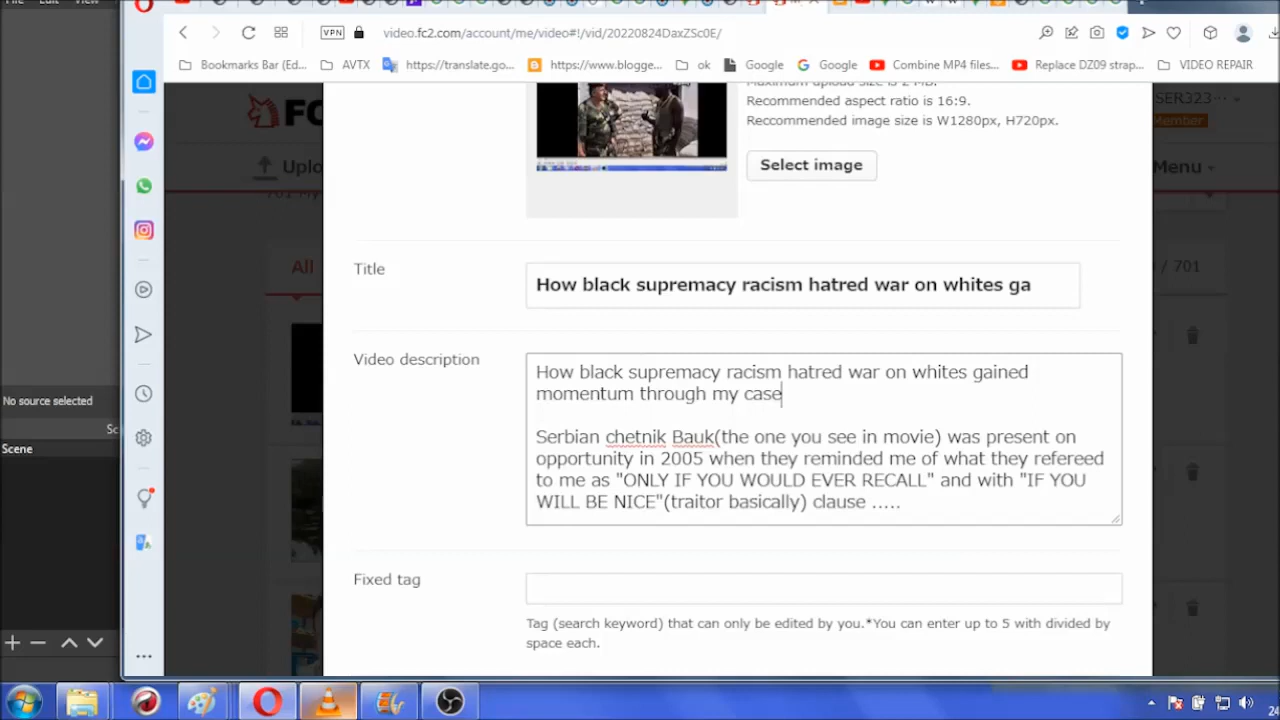 VPN
video.fc2.com/account/me/video#!/vid/20220824DaxZSc0E/
Bookmarks Bar (Ed...
AVTX
https://translate.go...
https://www.blogge...
ok
Google
Google
Combine MP4 files...
Replace DZ09 strap...
VIDEO REPAIR
Recommended aspect ratio is 16:9.
Reccommended image size is W1280px, H720px.
Select image
SER323
Member
Menu
All
/ 701
Title
How black supremacy racism hatred war on whites ga
Video description
How black supremacy racism hatred war on whites gained
momentum through my case
Serbian chetnik Bauk(the one you see in movie) was present on
opportunity in 2005 when they reminded me of what they refereed
to me as "ONLY IF YOU WOULD EVER RECALL" and with "IF YOU
WILL BE NICE"(traitor basically) clause .....
Fixed tag
Tag (search keyword) that can only be edited by you.*You can enter up to 5 with divided by
space each.
No source selected
Sc
Scene
24